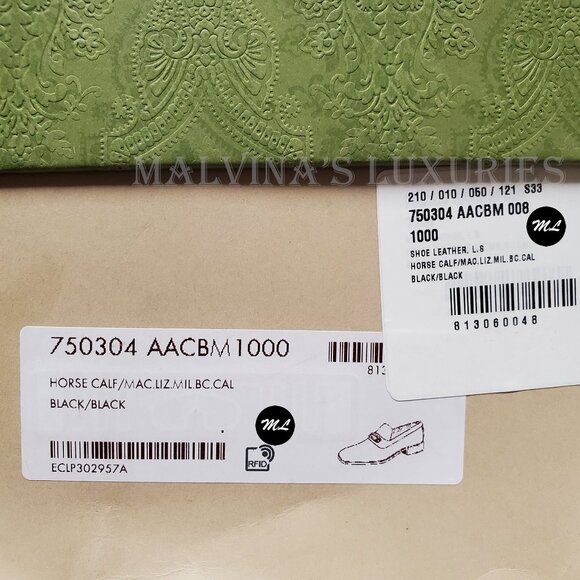 MALVINA'S LUXURIES
210 / 010 / 050 / 121 S33
750304 AACBM 008
1000
ML
SHOE LEATHER, L.S
HORSE CALF/MAC.LIZ.MIL.BC.CAL
BLACK/BLACK
813060048
750304 AACBM1000
813
HORSE CALF/MAC.LIZ.MIL.BC.CAL
BLACK/BLACK
ML
ECLP302957A
RFID